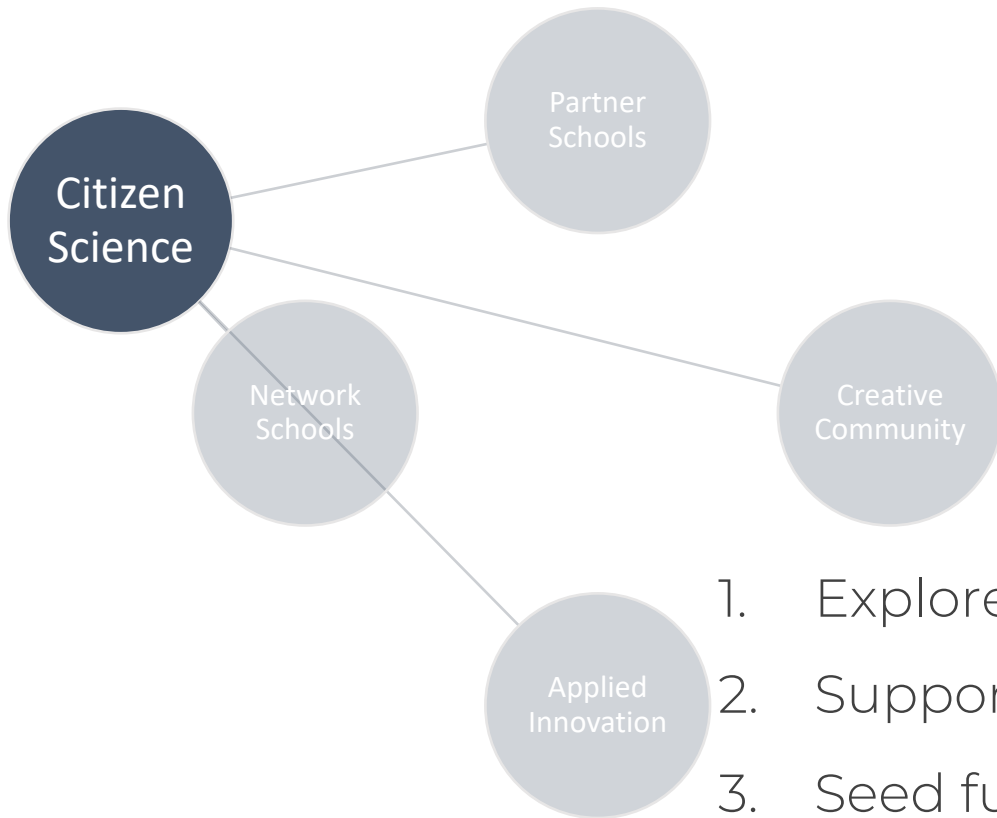 Partner
Schools
Citizen
Science
Network
Schools
Creative
Community
Applied
Innovation
1. Explore
2. Suppor
3. Seed fu